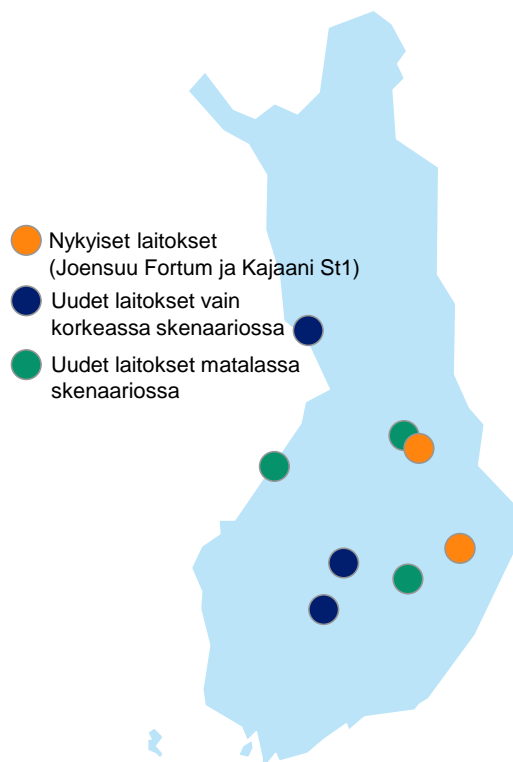 Nykyiset laitokset
(Joensuu Fortum ja Kajaani St1)
Uudet laitokset vain
korkeassa skenaariossa
Uudet laitokset matalassa
skenaariossa